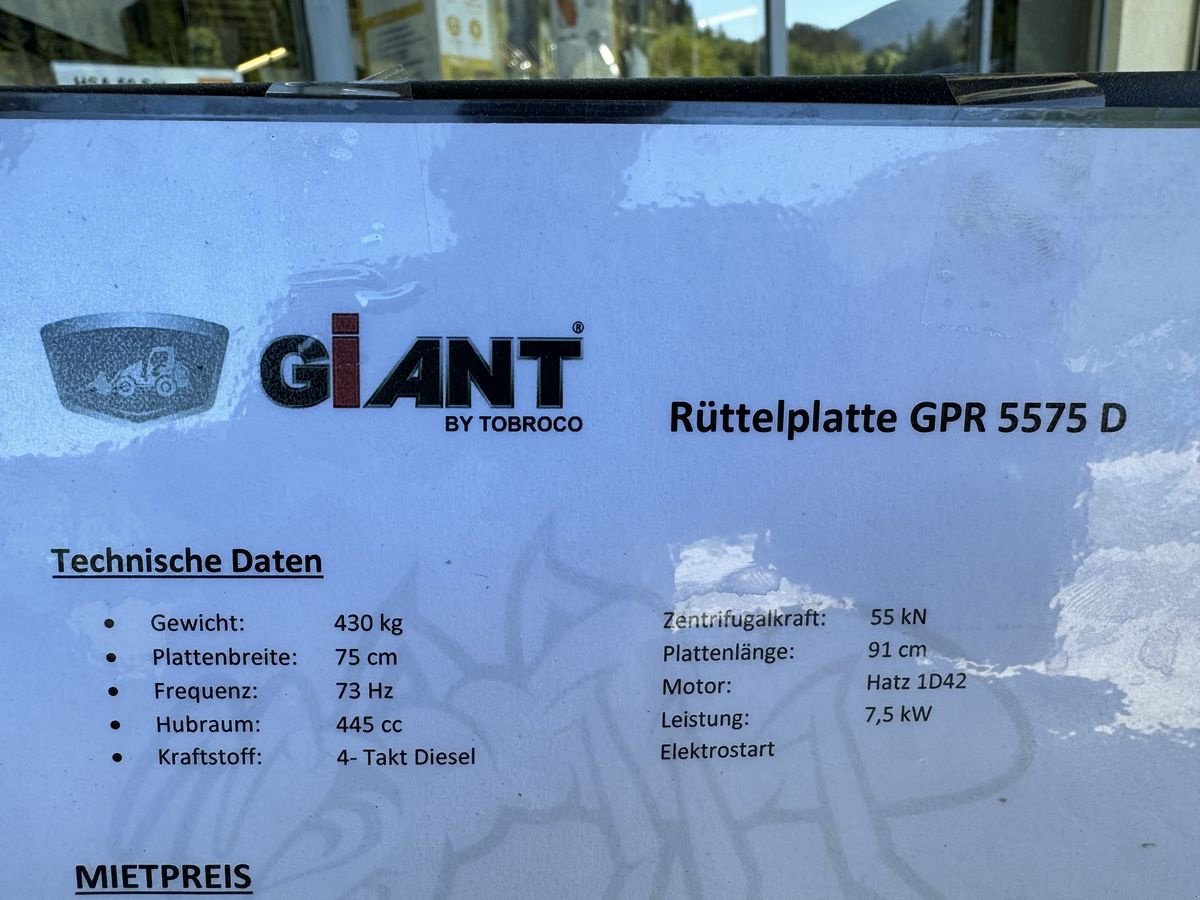 GiANT®
BY TOBROCO
Rüttelplatte GPR 5575 D
Technische Daten
• Gewicht: 430 kg
• Plattenbreite: 75 cm
• Frequenz: 73 Hz
• Hubraum: 445 cc
• Kraftstoff: 4- Takt Diesel
Zentrifugalkraft: 55 kN
Plattenlänge: 91 cm
Motor: Hatz 1D42
Leistung: 7,5 kW
Elektrostart
MIETPREIS